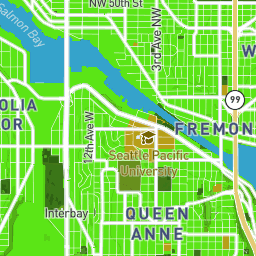 NW 50th St
Salmon Bay
3rd Ave NW
W
99
OLIA
OR
12th Ave W
FREMON
Seattle Pacific
University
Interbay
QUEEN
ANNE